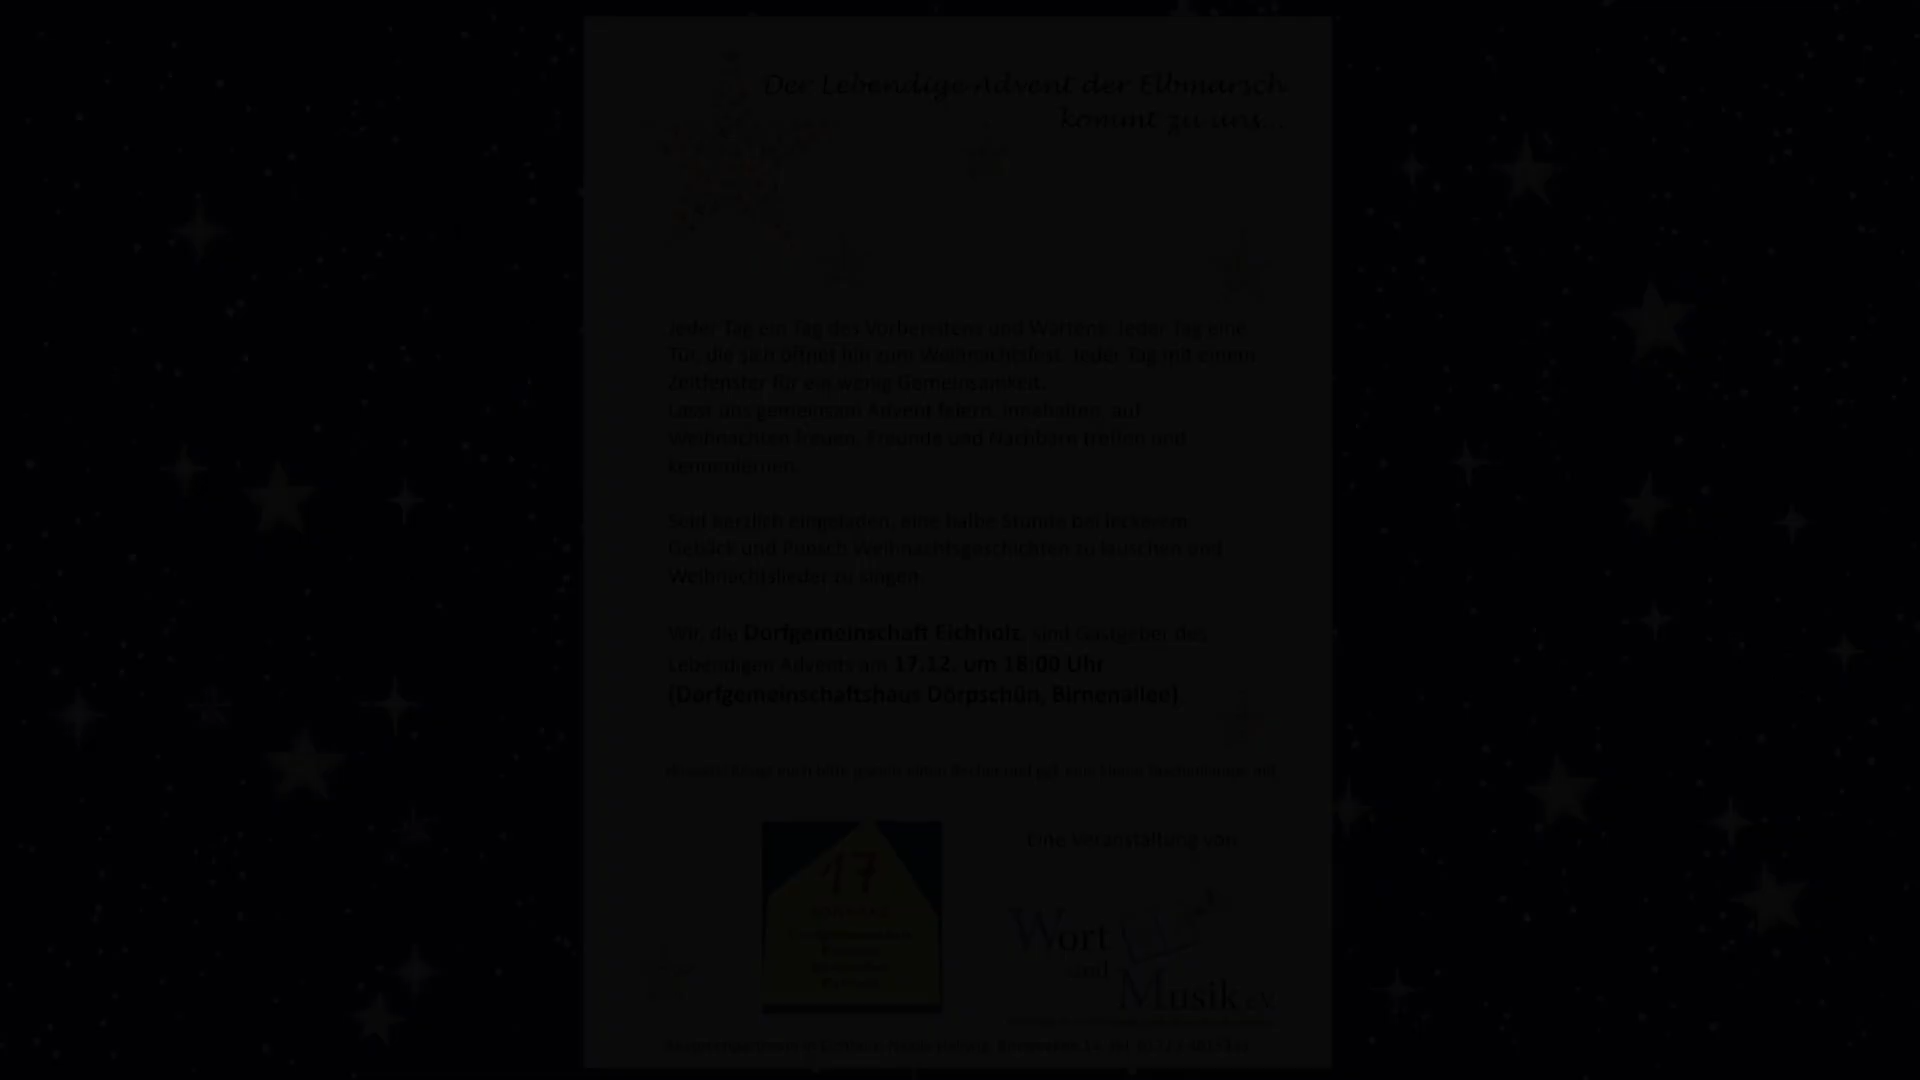 Der Lebendige Advent der Elbmarsch
kommt zu uns...
Jeder Tag ein Tag des Vorbereitens und Wartens. Jeder Tag eine
Tür, die sich öffnet hin zum Weihnachtsfest. Jeder Tag mit einem
Zeitfenster für ein wenig Gemeinsamkeit.
Lasst uns gemeinsam Advent feiern, innehalten, auf
Weihnachten freuen, Freunde und Nachbarn treffen und
kennenlernen.
Seid herzlich eingeladen, eine halbe Stunde bei leckerem
Gebäck und Punsch Weihnachtsgeschichten zu lauschen und
Weihnachtslieder zu singen.
Wir, die Dorfgemeinschaft Eichholz, sind Gastgeber des
Lebendigen Advents am 17.12. um 18:00 Uhr
(Dorfgemeinschaftshaus Dörpschün, Birnenallee).
17
Eine Veranstaltung von
Wort
und
Musik e.V.